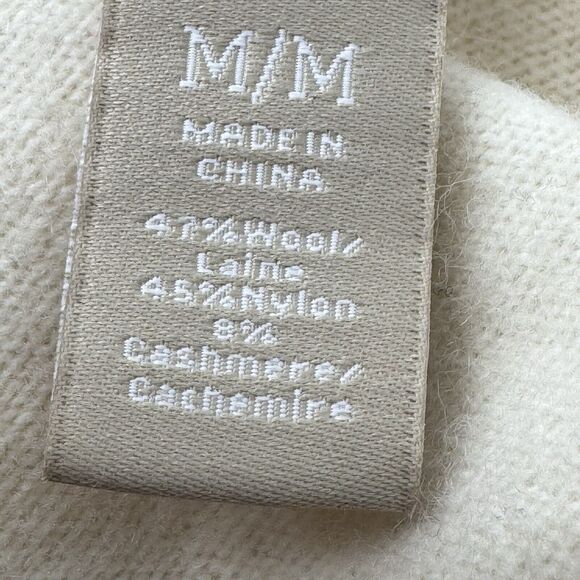 M/M
MADE IN
CHINA
47%Wool/
Laine
45%Nylon
8%
Cashmere/
Cachemire